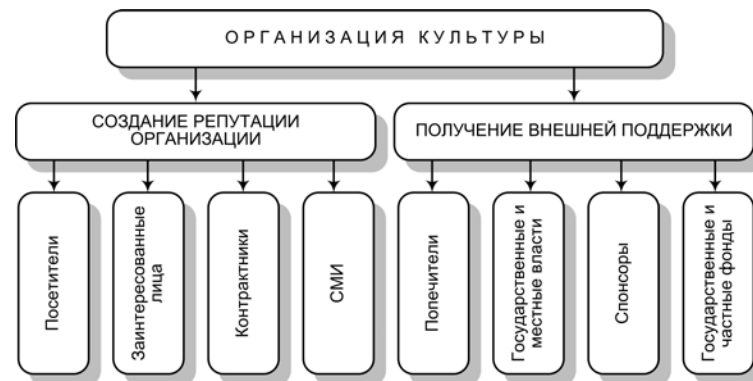 ОРГАНИЗАЦИЯ КУЛЬТУРЫ
СОЗДАНИЕ РЕПУТАЦИИ
ОРГАНИЗАЦИИ
ПОЛУЧЕНИЕ ВНЕШНЕЙ ПОДДЕРЖКИ
Посетители
Заинтересованные
лица
Контрактники
СМИ
Попечители
Государственные и
местные власти
Спонсоры
Государственные и
частные фонды